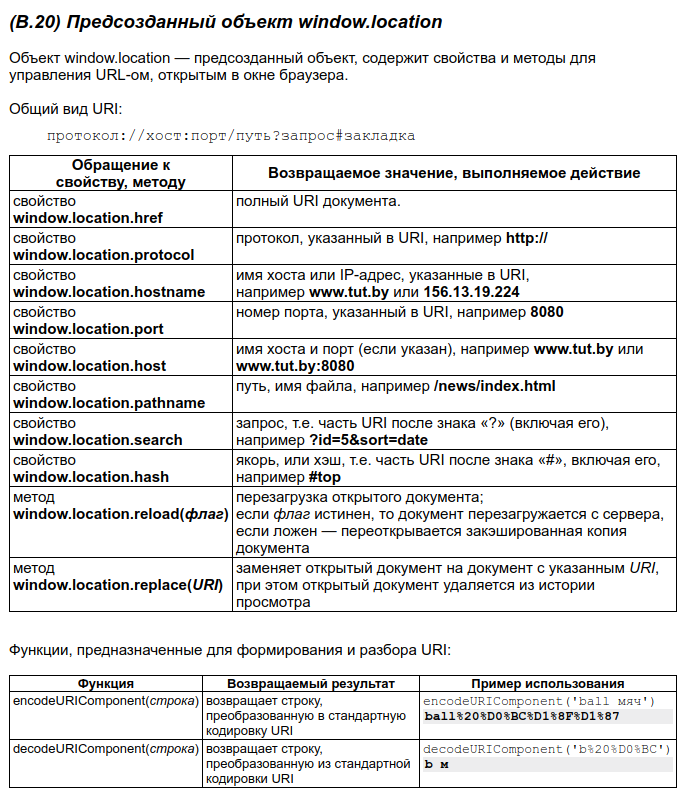 (B.20) Предсозданный объект window.location
Объект window.location — предсозданный объект, содержит свойства и методы для
управления URL-ом, открытым в окне браузера.
Общий вид URI:
протокол://хост:порт/путь?запрос#закладка
Обращение к
свойству, методу
Возвращаемое значение, выполняемое действие
свойство
window.location.href
полный URI документа.
свойство
window.location.protocol
протокол, указанный в URI, например http://
свойство
window.location.hostname
имя хоста или IP-адрес, указанные в URI,
например www.tut.by или 156.13.19.224
свойство
window.location.port
номер порта, указанный в URI, например 8080
свойство
window.location.host
имя хоста и порт (если указан), например www.tut.by или
www.tut.by:8080
свойство
window.location.pathname
путь, имя файла, например /news/index.html
свойство
window.location.search
запрос, т.е. часть URI после знака «?» (включая его),
например ?id=5&sort=date
свойство
window.location.hash
якорь, или хэш, т.е. часть URI после знака «#», включая его,
например #top
метод
window.location.reload(флаг)
перезагрузка открытого документа;
если флаг истинен, то документ перезагружается с сервера,
если ложен — переоткрывается закэшированная копия
документа
метод
window.location.replace(URI)
заменяет открытый документ на документ с указанным URI,
при этом открытый документ удаляется из истории
просмотра
Функции, предназначенные для формирования и разбора URI:
Функция
Возвращаемый результат
Пример использования
encodeURIComponent(строка)
возвращает строку,
преобразованную в стандартную
кодировку URI
encodeURIComponent('ball мяч')
ball%20%D0%BC%D1%8F%D1%87
decodeURIComponent(строка)
возвращает строку,
преобразованную из стандартной
кодировки URI
decodeURIComponent('b%20%D0%BC')
b м